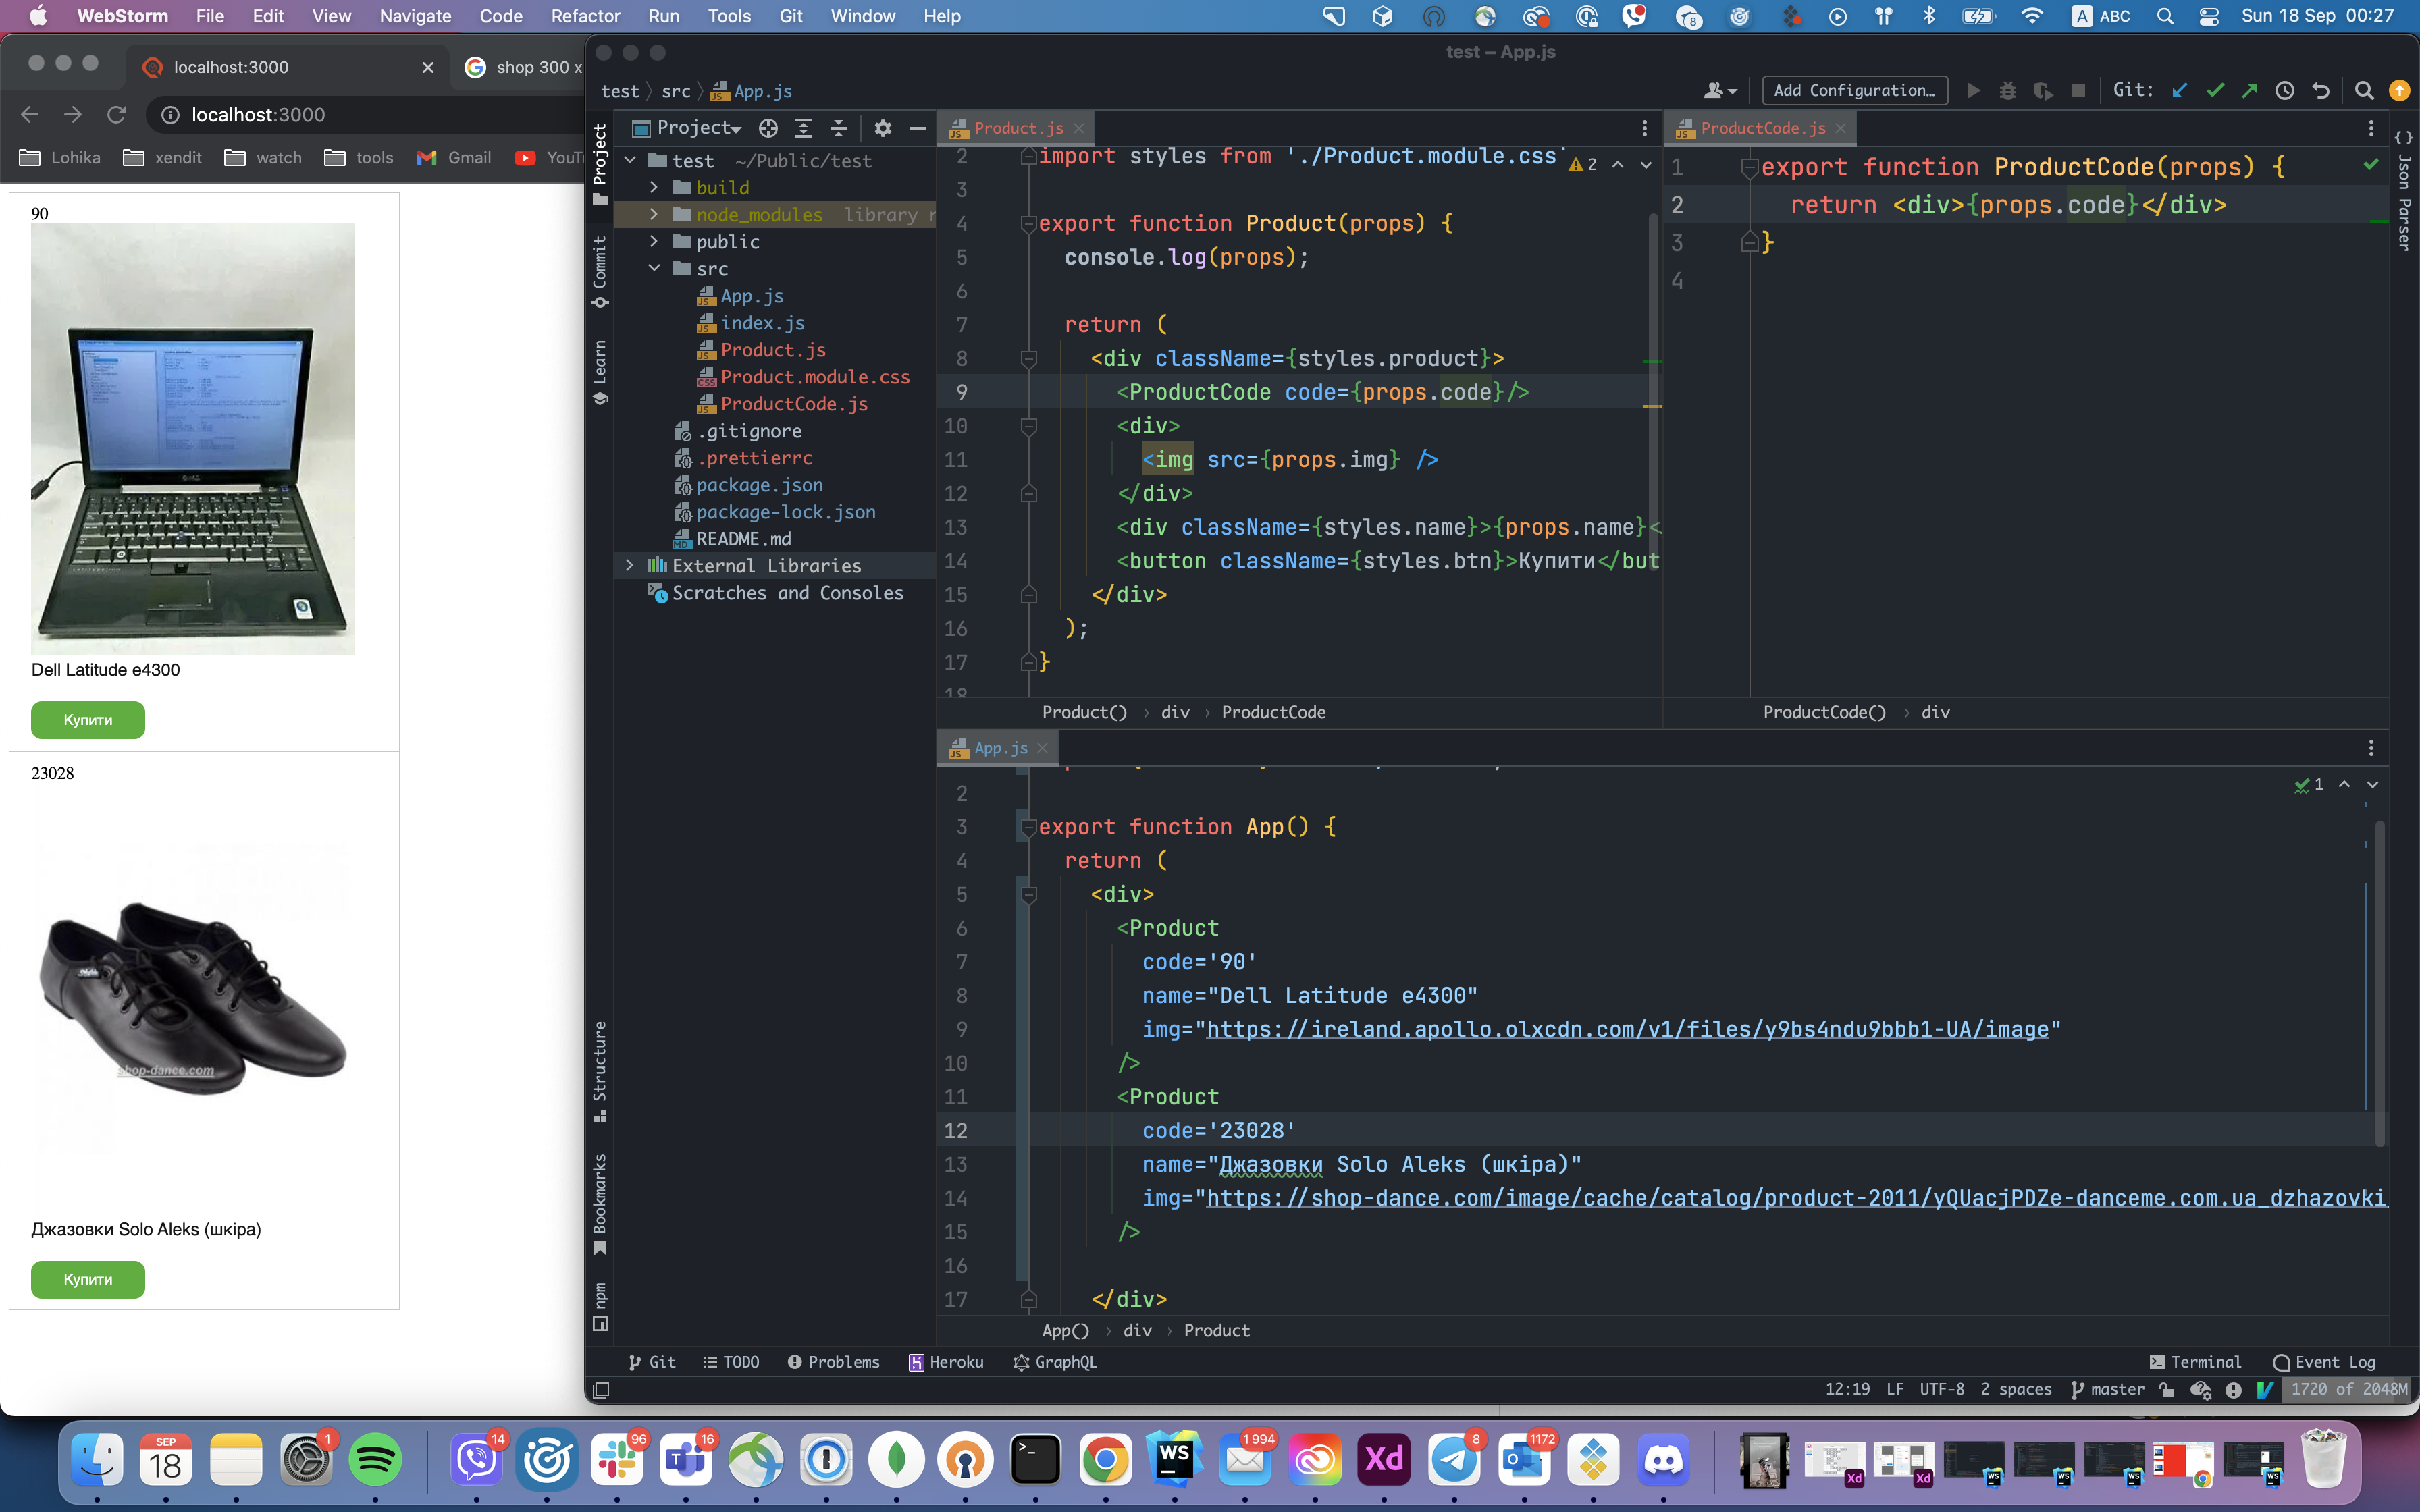 WebStorm File Edit View Navigate Code Refactor Run Tools Git Window Help
8
A ABC
Sun 18 Sep 00:27
localhost:3000
shop 300 x
localhost:3000
Lohika xendit watch tools Gmail
90
Dell Latitude e4300
Купити
23028
shop-dance.com
Джазовки Solo Aleks (шкіра)
Купити
test – App.js
test src App.js
Add Configuration…
Git:
Project
Commit
Learn
Structure
Bookmarks
npm
Project
test ~/Public/test
build
node_modules library
public
src
App.js
index.js
Product.js
Product.module.css
ProductCode.js
.gitignore
.prettierrc
package.json
package-lock.json
README.md
External Libraries
Scratches and Consoles
Product.js
2 import styles from './Product.module.css'
2
3
4 export function Product(props) {
5 console.log(props);
6
7 return (
8 <div className={styles.product}>
9 <ProductCode code={props.code}/>
10 <div>
11 <img src={props.img} />
12 </div>
13 <div className={styles.name}>{props.name}<
14 <button className={styles.btn}>Купити</but
15 </div>
16 );
17 }
18
Product() › div › ProductCode
ProductCode.js
1 export function ProductCode(props) {
2 return <div>{props.code}</div>
3 }
4
ProductCode() › div
Json Parser
App.js
1
2
3 export function App() {
4 return (
5 <div>
6 <Product
7 code='90'
8 name="Dell Latitude e4300"
9 img="https://ireland.apollo.olxcdn.com/v1/files/y9bs4ndu9bbb1-UA/image"
10 />
11 <Product
12 code='23028'
13 name="Джазовки Solo Aleks (шкіра)"
14 img="https://shop-dance.com/image/cache/catalog/product-2011/yQUacjPDZe-danceme.com.ua_dzhazovki
15 />
16
17 </div>
App() › div › Product
Git TODO Problems Heroku GraphQL
Terminal Event Log
12:19 LF UTF-8 2 spaces master 1720 of 2048M
SEP
18
1
14
96
16
WS
1 994
Xd
8
1172